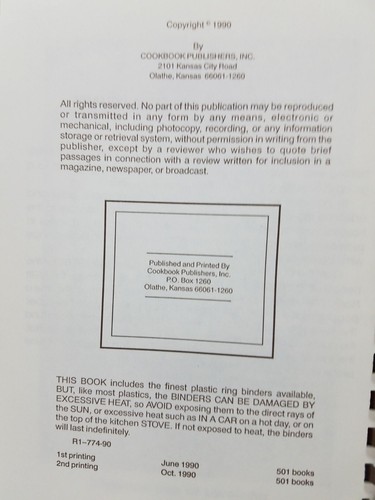 Copyright © 1990
By
COOKBOOK PUBLISHERS, INC.
2101 Kansas City Road
Olathe, Kansas 66061-1260
All rights reserved. No part of this publication may be reproduced
or transmitted in any form by any means, electronic or
mechanical, including photocopy, recording, or any information
storage or retrieval system, without permission in writing from the
publisher, except by a reviewer who wishes to quote brief
passages in connection with a review written for inclusion in a
magazine, newspaper, or broadcast.
Published and Printed By
Cookbook Publishers, Inc.
P.O. Box 1260
Olathe, Kansas 66061-1260
THIS BOOK includes the finest plastic ring binders available,
BUT, like most plastics, the BINDERS CAN BE DAMAGED BY
EXCESSIVE HEAT, so AVOID exposing them to the direct rays of
the SUN, or excessive heat such as IN A CAR on a hot day, or on
the top of the kitchen STOVE. If not exposed to heat, the binders
will last indefinitely.
R1-774-90
1st printing June 1990 501 books
2nd printing Oct. 1990 501 books